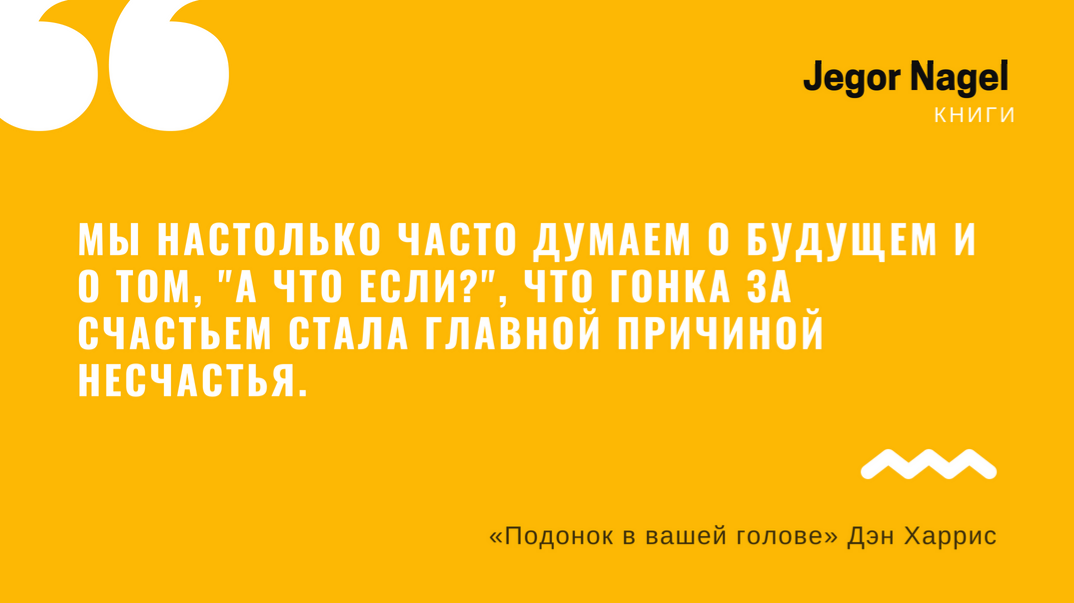 Jegor Nagel
КНИГИ
МЫ НАСТОЛЬКО ЧАСТО ДУМАЕМ О БУДУЩЕМ И
О ТОМ, "А ЧТО ЕСЛИ?", ЧТО ГОНКА ЗА
СЧАСТЬЕМ СТАЛА ГЛАВНОЙ ПРИЧИНОЙ
НЕСЧАСТЬЯ.
«Подонок в вашей голове» Дэн Харрис